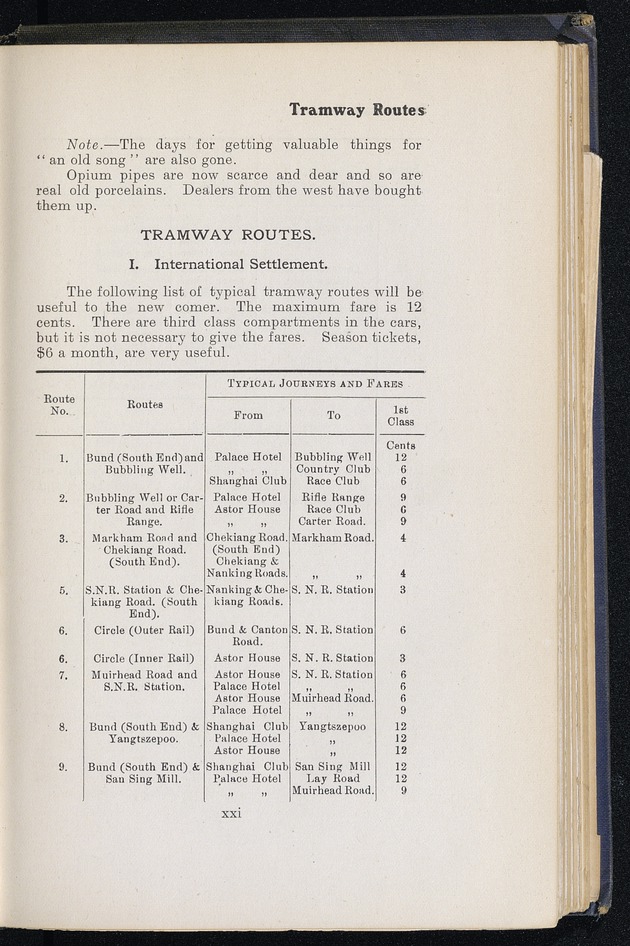 Tramway Routes
Note.—The days for getting valuable things for
“ an old song ” are also gone.
Opium pipes are now scarce and dear and so are
real old porcelains. Dealers from the west have bought
them up.
TRAMWAY ROUTES.
I. International Settlement.
The following list of typical tramway routes will be
useful to the new comer. The maximum fare is 12
cents. There are third class compartments in the cars,
but it is not necessary to give the fares. Season tickets,
$6 a month, are very useful.
Typical Journeys and Fares
Route No. Routes From To 1st Class
Cents
1. Bund (South End) and Palace Hotel Bubbling Well 12
Bubbling Well. „ „ Country Club 6
Shanghai Club Race Club 6
2. Bubbling Well or Car- Palace Hotel Rifle Range 9
ter Road and Rifle Astor House Race Club 6
Range. „ „ Carter Road. 9
3. Markham Road and Chekiang Road. Markham Road. 4
Chekiang Road. (South End)
(South End). Chekiang &
Nanking Roads. „ „ 4
5. S.N.R. Station & Che- Nanking & Che- S. N. R. Station 3
kiang Road. (South kiang Roads.
End).
6. Circle (Outer Rail) Bund & Canton S. N. R. Station 6
Road.
6. Circle (Inner Rail) Astor House S. N. R. Station 3
7. Muirhead Road and Astor House S. N. R. Station 6
S.N.R. Station. Palace Hotel „ „ 6
Astor House Muirhead Road. 6
Palace Hotel „ „ 9
8. Bund (South End) & Shanghai Club Yangtszepoo 12
Yangtszepoo. Palace Hotel „ 12
Astor House „ 12
9. Bund (South End) & Shanghai Club San Sing Mill 12
San Sing Mill. Palace Hotel Lay Road 12
„ „ Muirhead Road. 9
xxi